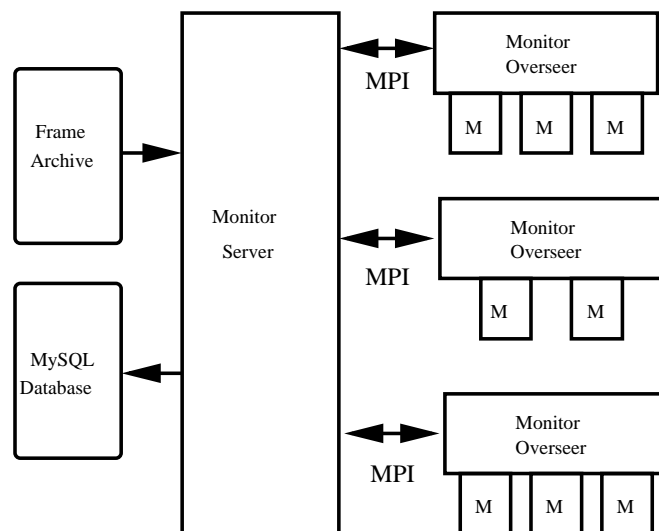 Frame
Archive
MySQL
Database
Monitor
Server
MPI
Monitor
Overseer
M M M
MPI
Monitor
Overseer
M M
MPI
Monitor
Overseer
M M M